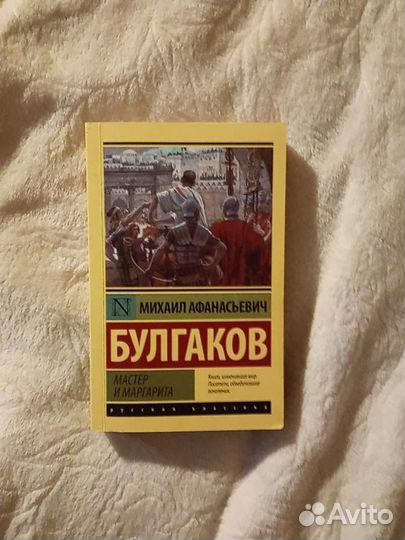 N
МИХАИЛ АФАНАСЬЕВИЧ
БУЛГАКОВ
МАСТЕР
И МАРГАРИТА
Книги, изменившие мир.
Писатели, объединившие
поколения.
РУССКАЯ КЛАССИКА
Avito